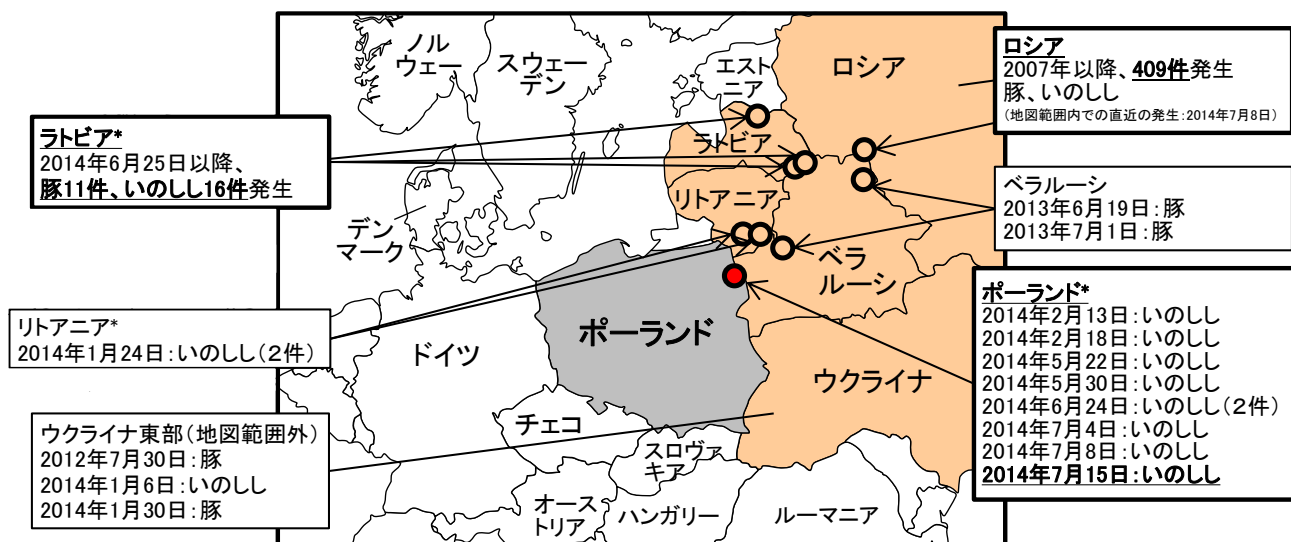 ノル
ウェー
スウェー
デン
エスト
ニア
ロシア
ロシア
2007年以降、409件発生
豚、いのしし
(地図範囲内での直近の発生:2014年7月8日)
ラトビア*
2014年6月25日以降、
豚11件、いのしし16件発生
ラトビア
リトアニア
デン
マーク
ベラ
ルーシ
ベラルーシ
2013年6月19日:豚
2013年7月1日:豚
リトアニア*
2014年1月24日:いのしし(2件)
ドイツ
ポーランド
ポーランド*
2014年2月13日:いのしし
2014年2月18日:いのしし
2014年5月22日:いのしし
2014年5月30日:いのしし
2014年6月24日:いのしし(2件)
2014年7月4日:いのしし
2014年7月8日:いのしし
2014年7月15日:いのしし
ウクライナ
ウクライナ東部(地図範囲外)
2012年7月30日:豚
2014年1月6日:いのしし
2014年1月30日:豚
チェコ
スロヴァ
キア
オース
トリア
ハンガリー
ルーマニア